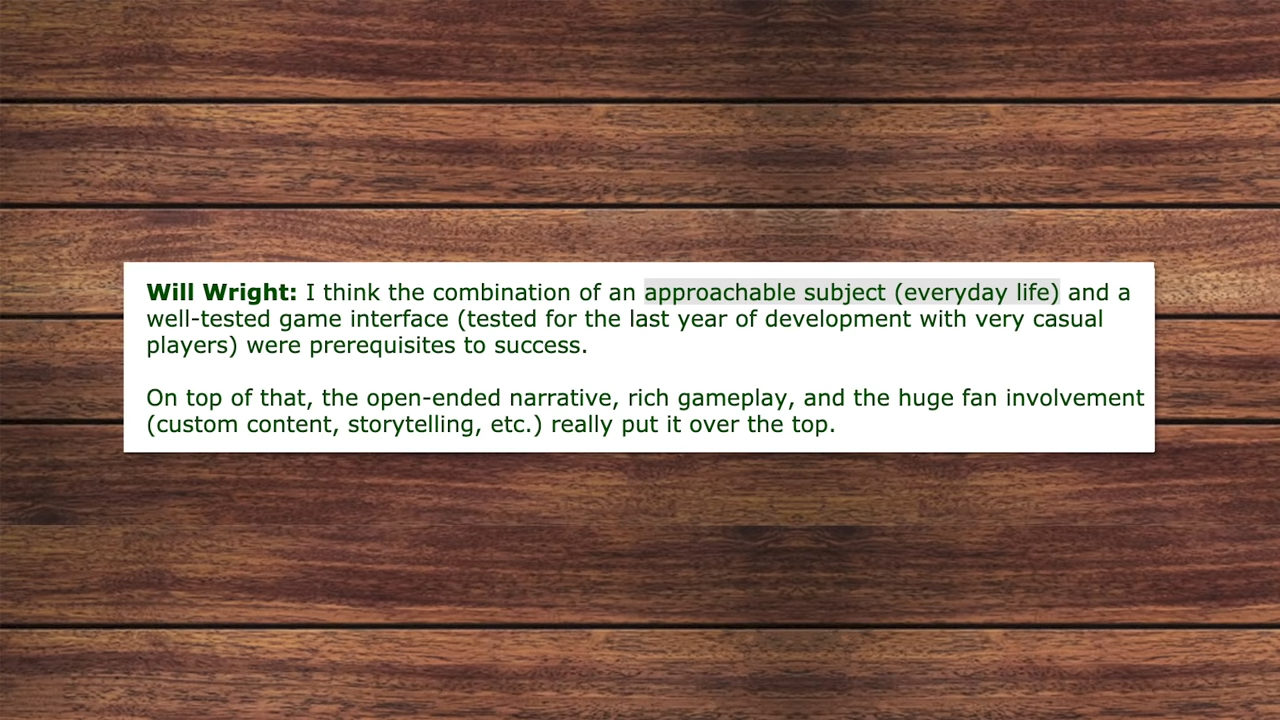 Will Wright: I think the combination of an approachable subject (everyday life) and a
well-tested game interface (tested for the last year of development with very casual
players) were prerequisites to success.
On top of that, the open-ended narrative, rich gameplay, and the huge fan involvement
(custom content, storytelling, etc.) really put it over the top.